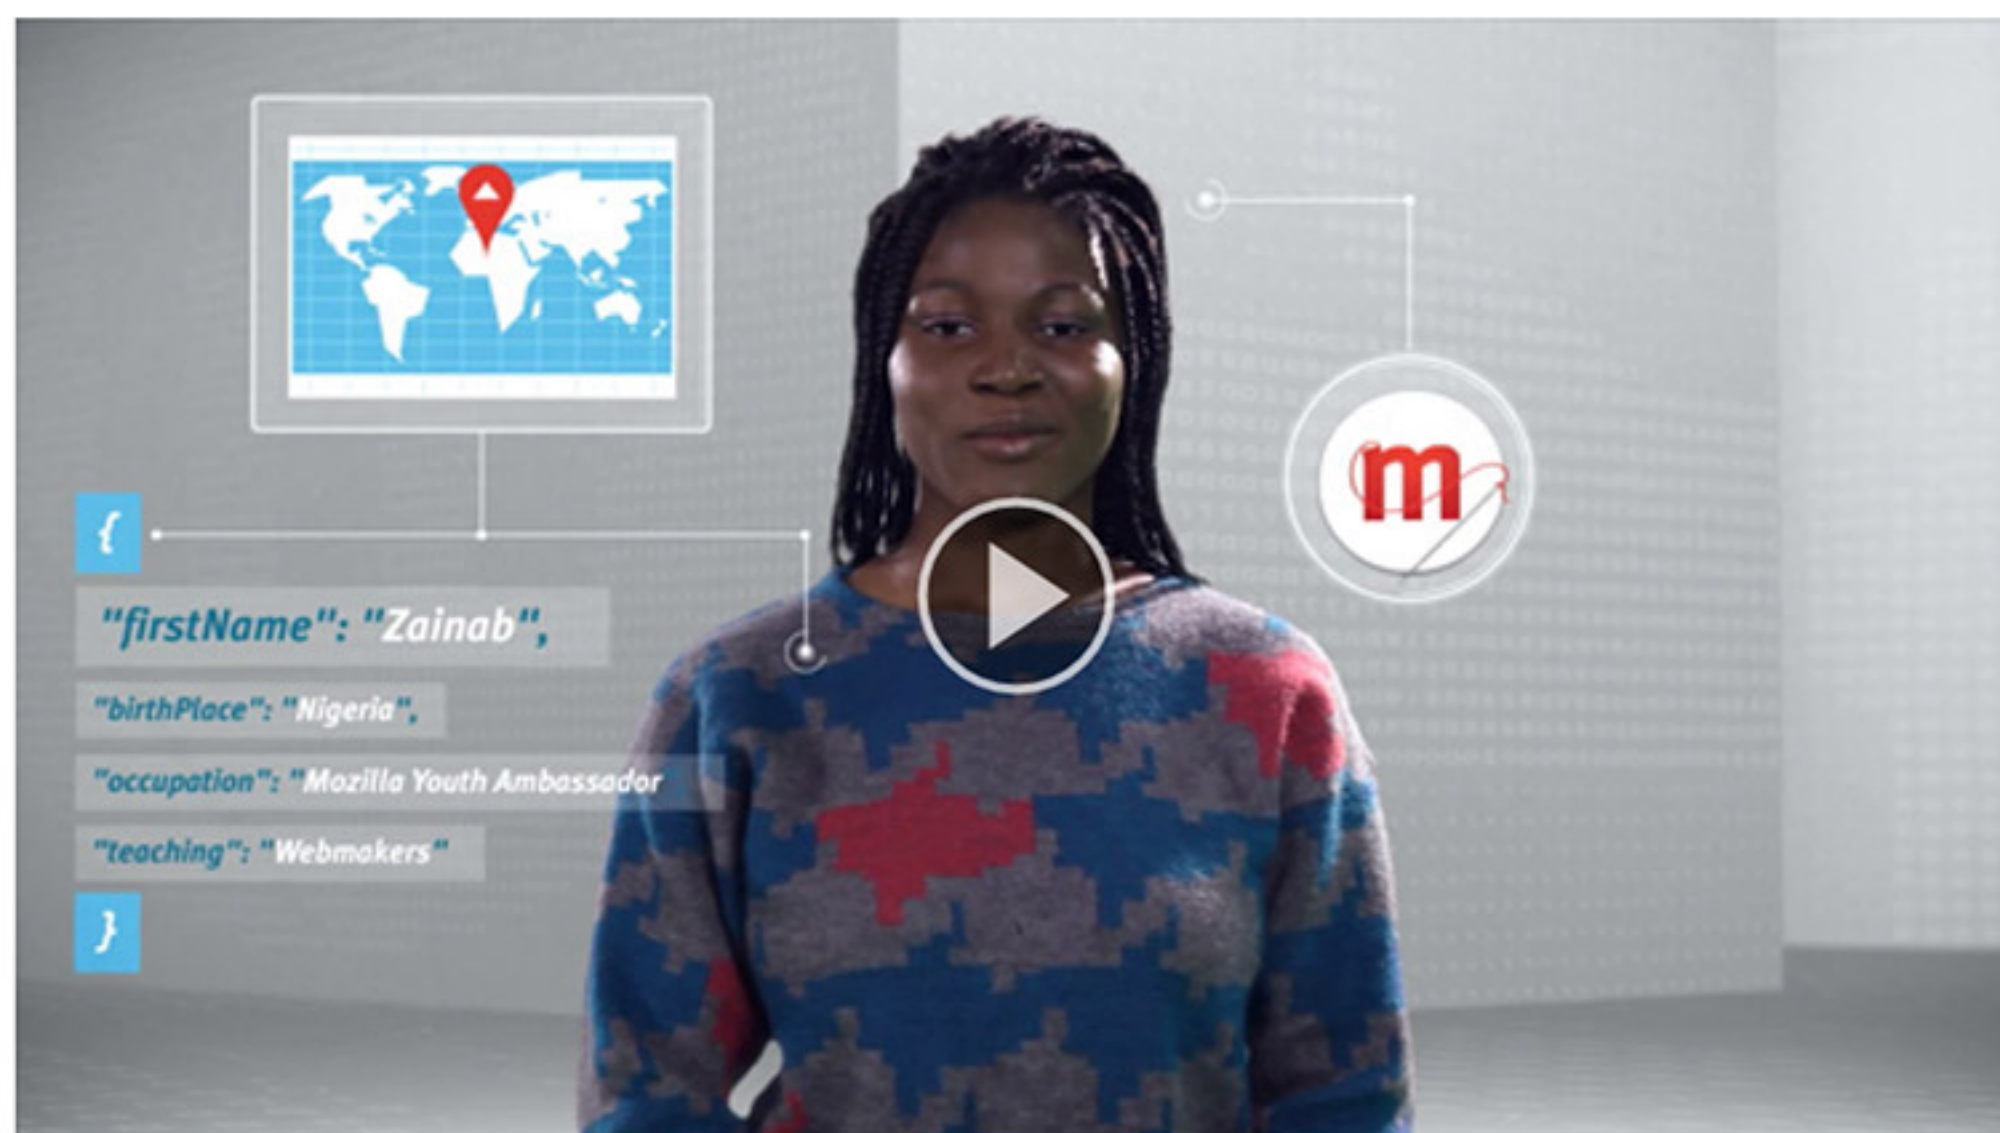 {
"firstName": "Zainab",
"birthPlace": "Nigeria",
"occupation": "Mozilla Youth Ambassador"
"teaching": "Webmakers"
}
m